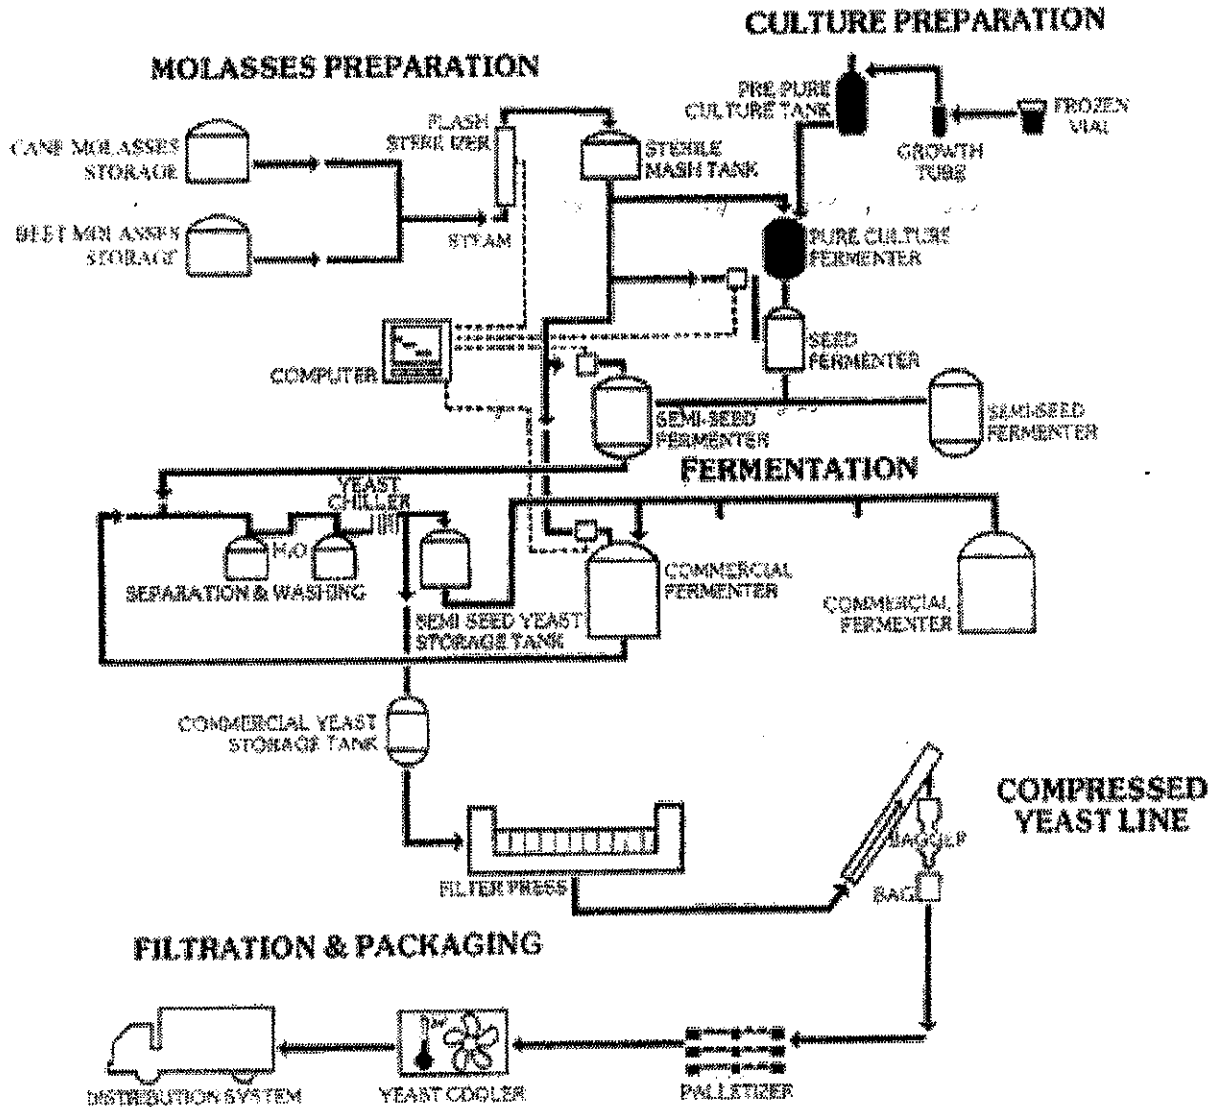 CULTURE PREPARATION
MOLASSES PREPARATION
PRE-PURE
CULTURE TANK
FROZEN
VIAL
GROWTH
TUBE
FLASH
STERILIZER
STERILE
MASH TANK
CANE MOLASSES
STORAGE
BEET MOLASSES
STORAGE
STEAM
PURE CULTURE
FERMENTER
COMPUTER
SEED
FERMENTER
SEMI-SEED
FERMENTER
SEMI-SEED
FERMENTER
FERMENTATION
YEAST
CHILLER
H₂O
SEPARATION & WASHING
SEMI SEED YEAST
STORAGE TANK
COMMERCIAL
FERMENTER
COMMERCIAL
FERMENTER
COMMERCIAL YEAST
STORAGE TANK
COMPRESSED
YEAST LINE
BAGGER
FILTER PRESS
BAG
FILTRATION & PACKAGING
DISTRIBUTION SYSTEM
YEAST COOLER
PALLETIZER